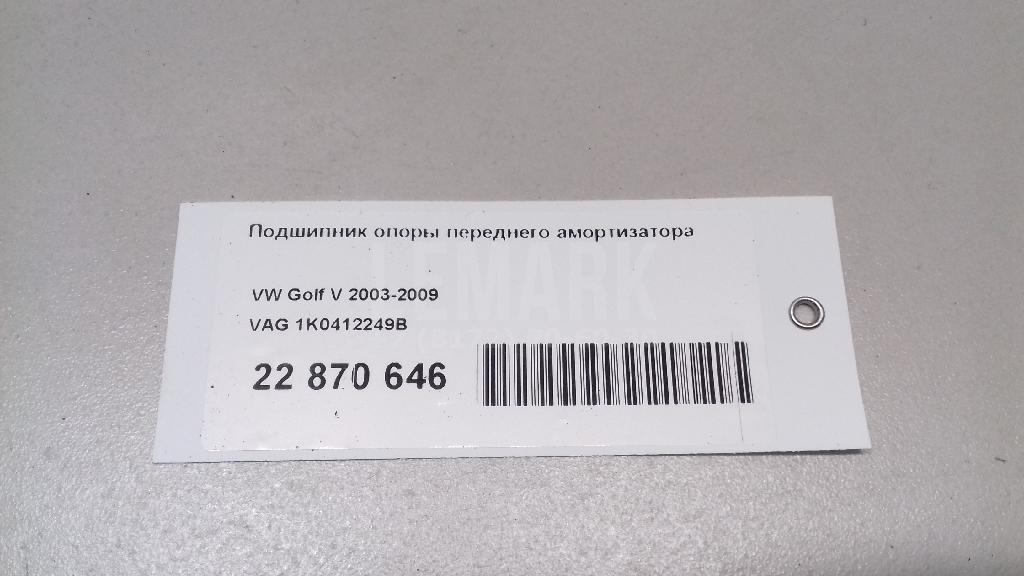 Подшипник опоры переднего амортизатора
VW Golf V 2003-2009
VAG 1K0412249B
22 870 646